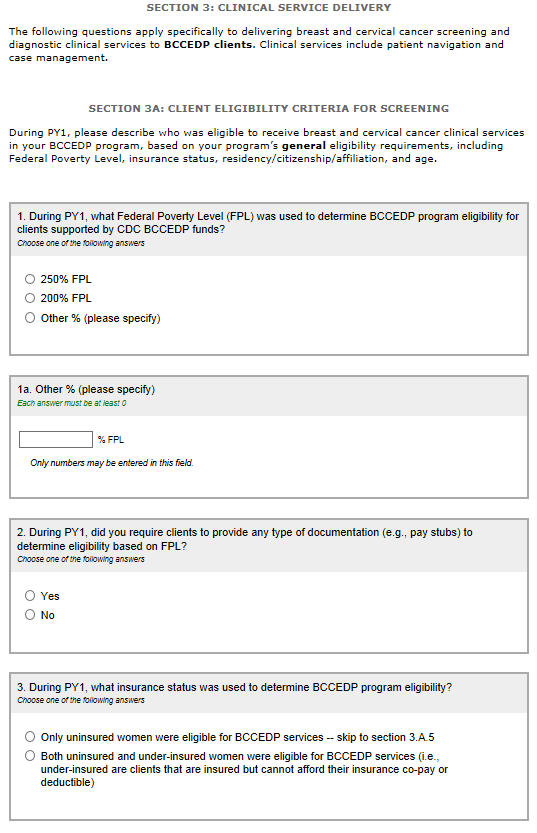 SECTION 3: CLINICAL SERVICE DELIVERY
The following questions apply specifically to delivering breast and cervical cancer screening and
diagnostic clinical services to BCCEDP clients. Clinical services include patient navigation and
case management.
SECTION 3A: CLIENT ELIGIBILITY CRITERIA FOR SCREENING
During PY1, please describe who was eligible to receive breast and cervical cancer clinical services
in your BCCEDP program, based on your program's general eligibility requirements, including
Federal Poverty Level, insurance status, residency/citizenship/affiliation, and age.
1. During PY1, what Federal Poverty Level (FPL) was used to determine BCCEDP program eligibility for
clients supported by CDC BCCEDP funds?
Choose one of the following answers
250% FPL
200% FPL
Other % (please specify)
1a. Other % (please specify)
Each answer must be at least 0
% FPL
Only numbers may be entered in this field.
2. During PY1, did you require clients to provide any type of documentation (e.g., pay stubs) to
determine eligibility based on FPL?
Choose one of the following answers
Yes
No
3. During PY1, what insurance status was used to determine BCCEDP program eligibility?
Choose one of the following answers
Only uninsured women were eligible for BCCEDP services -- skip to section 3.A.5
Both uninsured and under-insured women were eligible for BCCEDP services (i.e.,
under-insured are clients that are insured but cannot afford their insurance co-pay or
deductible)